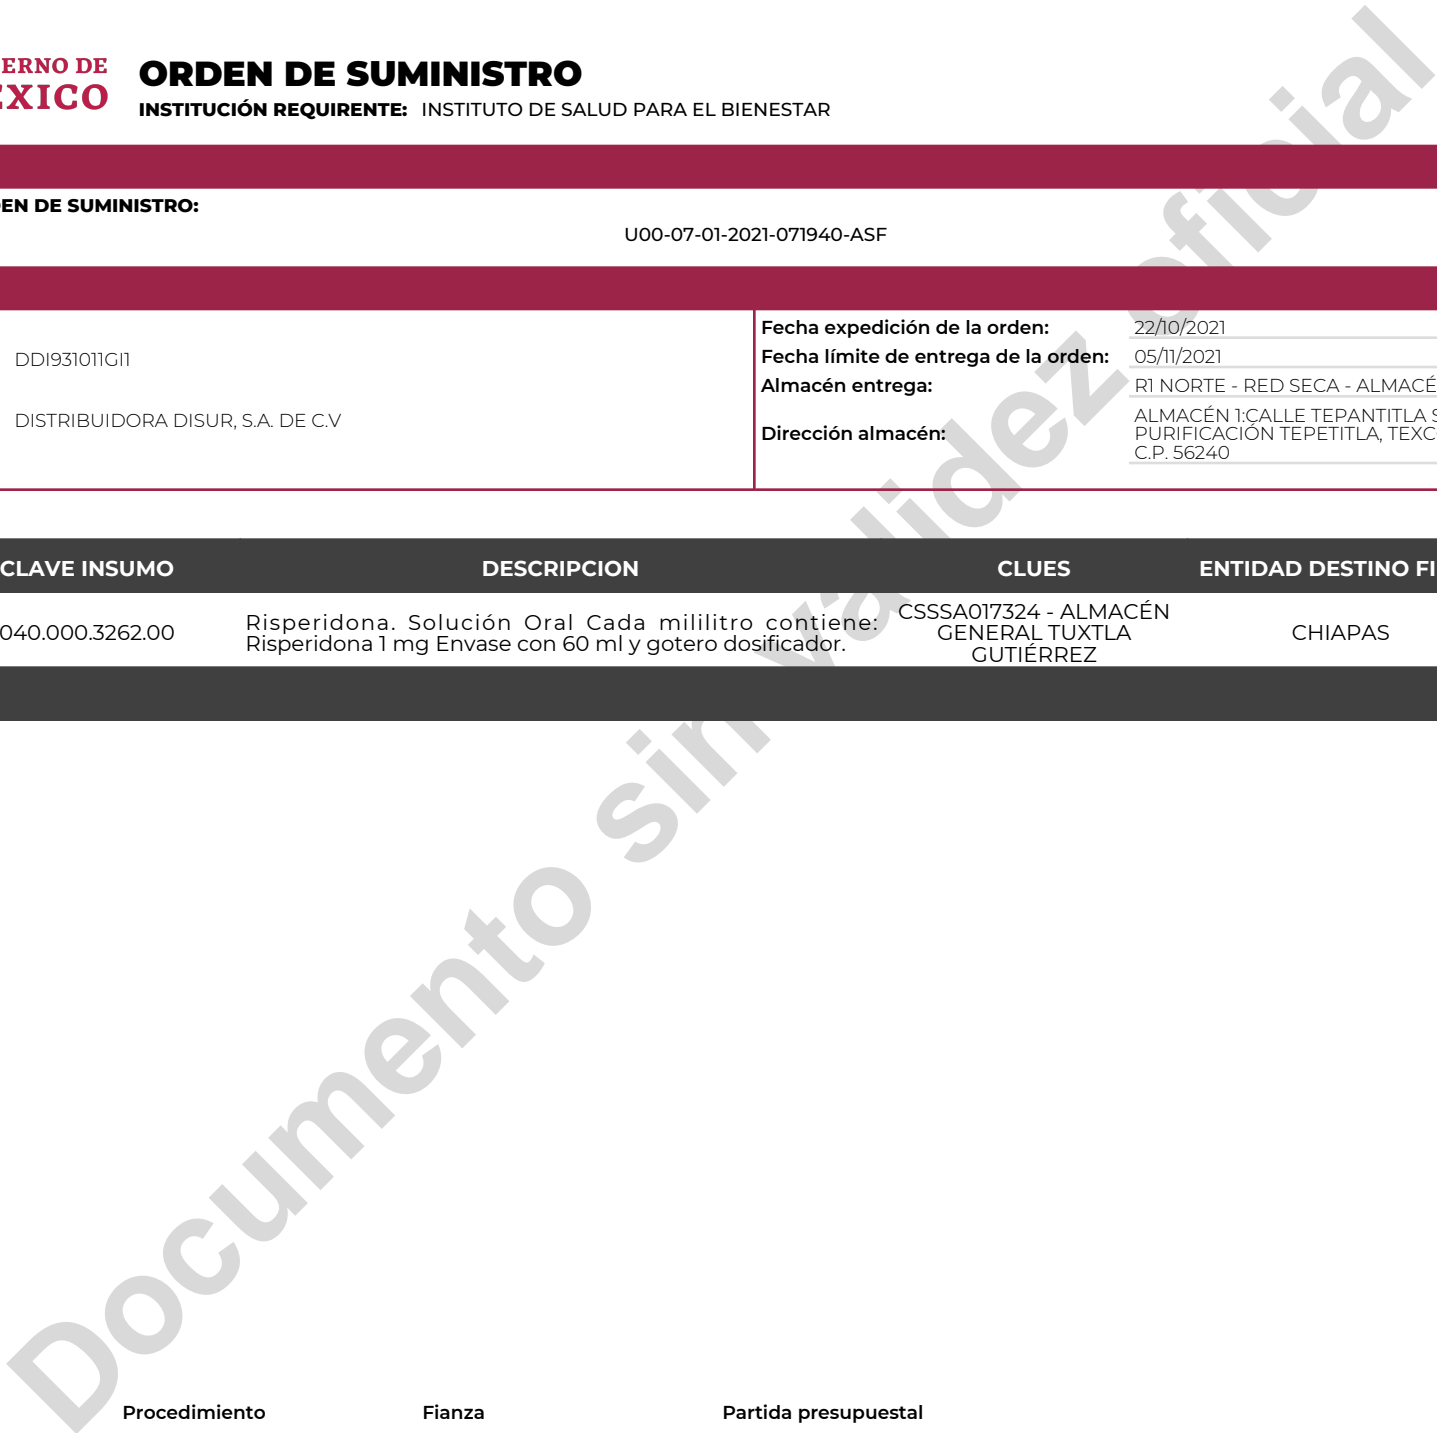 ERNO DE
ORDEN DE SUMINISTRO
EXICO
INSTITUCIÓN REQUIRENTE: INSTITUTO DE SALUD PARA EL BIENESTAR
EN DE SUMINISTRO:
U00-07-01-2021-071940-ASF
DDI931011GI1
DISTRIBUIDORA DISUR, S.A. DE C.V
Fecha expedición de la orden: 22/10/2021
Fecha límite de entrega de la orden: 05/11/2021
Almacén entrega: R1 NORTE - RED SECA - ALMACÉ
Dirección almacén: ALMACÉN 1:CALLE TEPANTITLA S
PURIFICACIÓN TEPETITLA, TEXC
C.P. 56240
CLAVE INSUMO DESCRIPCION CLUES ENTIDAD DESTINO FI
040.000.3262.00
Risperidona. Solución Oral Cada mililitro contiene:
Risperidona 1 mg Envase con 60 ml y gotero dosificador.
CSSSA017324 - ALMACÉN
GENERAL TUXTLA
GUTIÉRREZ
CHIAPAS
Documento sin validez oficial
Procedimiento Fianza Partida presupuestal